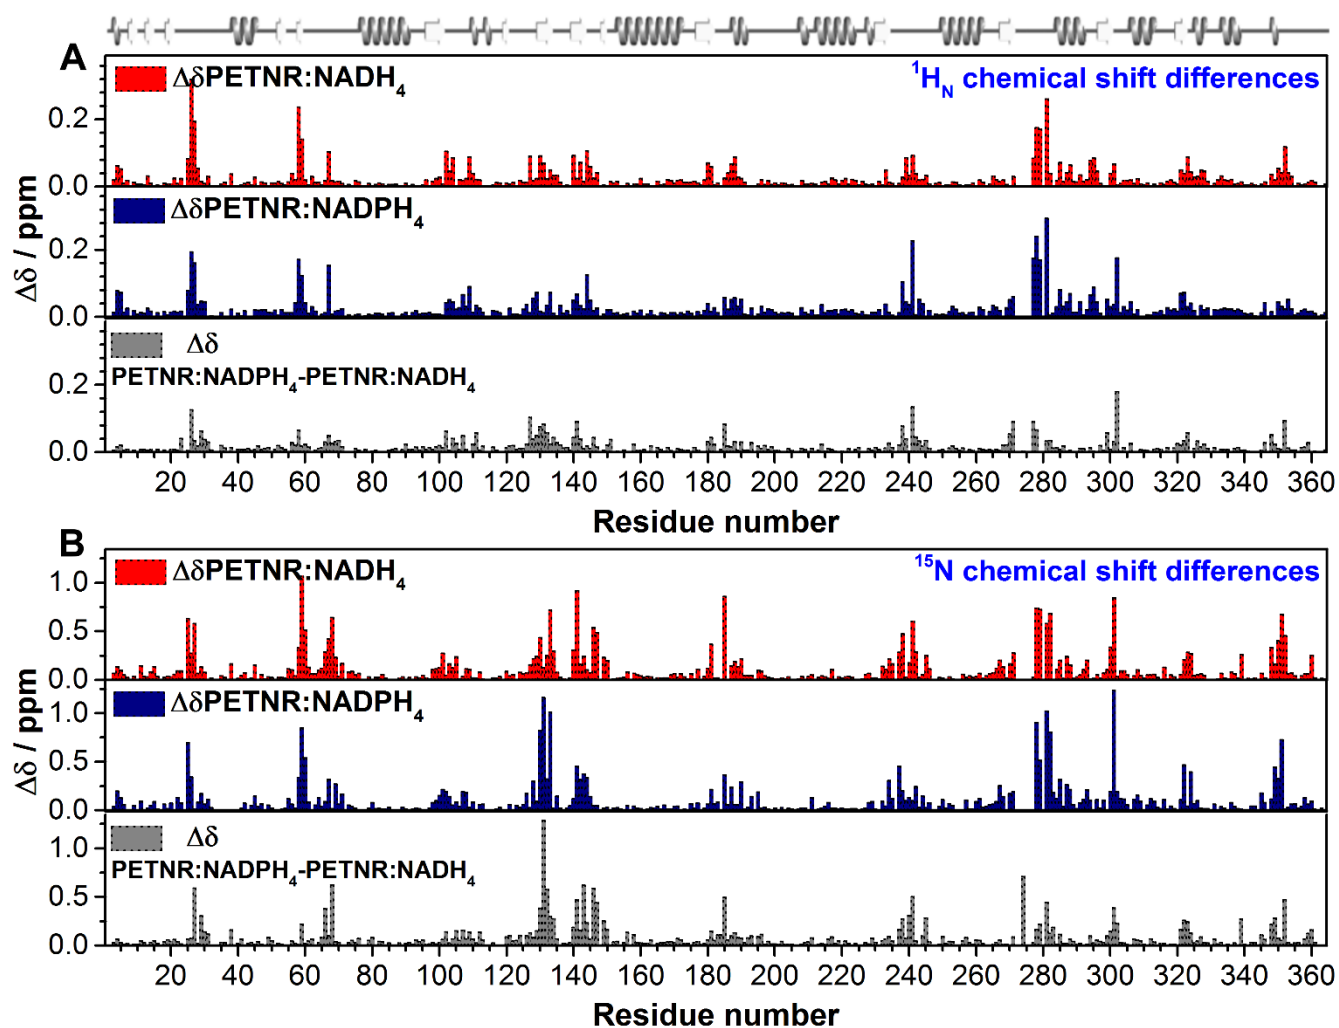 A
ΔδPETNR:NADH₄
¹H_N chemical shift differences
0.2
0.0
ΔδPETNR:NADPH₄
0.2
0.0
Δδ
PETNR:NADPH₄-PETNR:NADH₄
0.2
0.0
Δδ / ppm
20 40 60 80 100 120 140 160 180 200 220 240 260 280 300 320 340 360
Residue number
B
ΔδPETNR:NADH₄
¹⁵N chemical shift differences
1.0
0.5
0.0
ΔδPETNR:NADPH₄
1.0
0.5
0.0
Δδ
PETNR:NADPH₄-PETNR:NADH₄
1.0
0.5
0.0
Δδ / ppm
20 40 60 80 100 120 140 160 180 200 220 240 260 280 300 320 340 360
Residue number